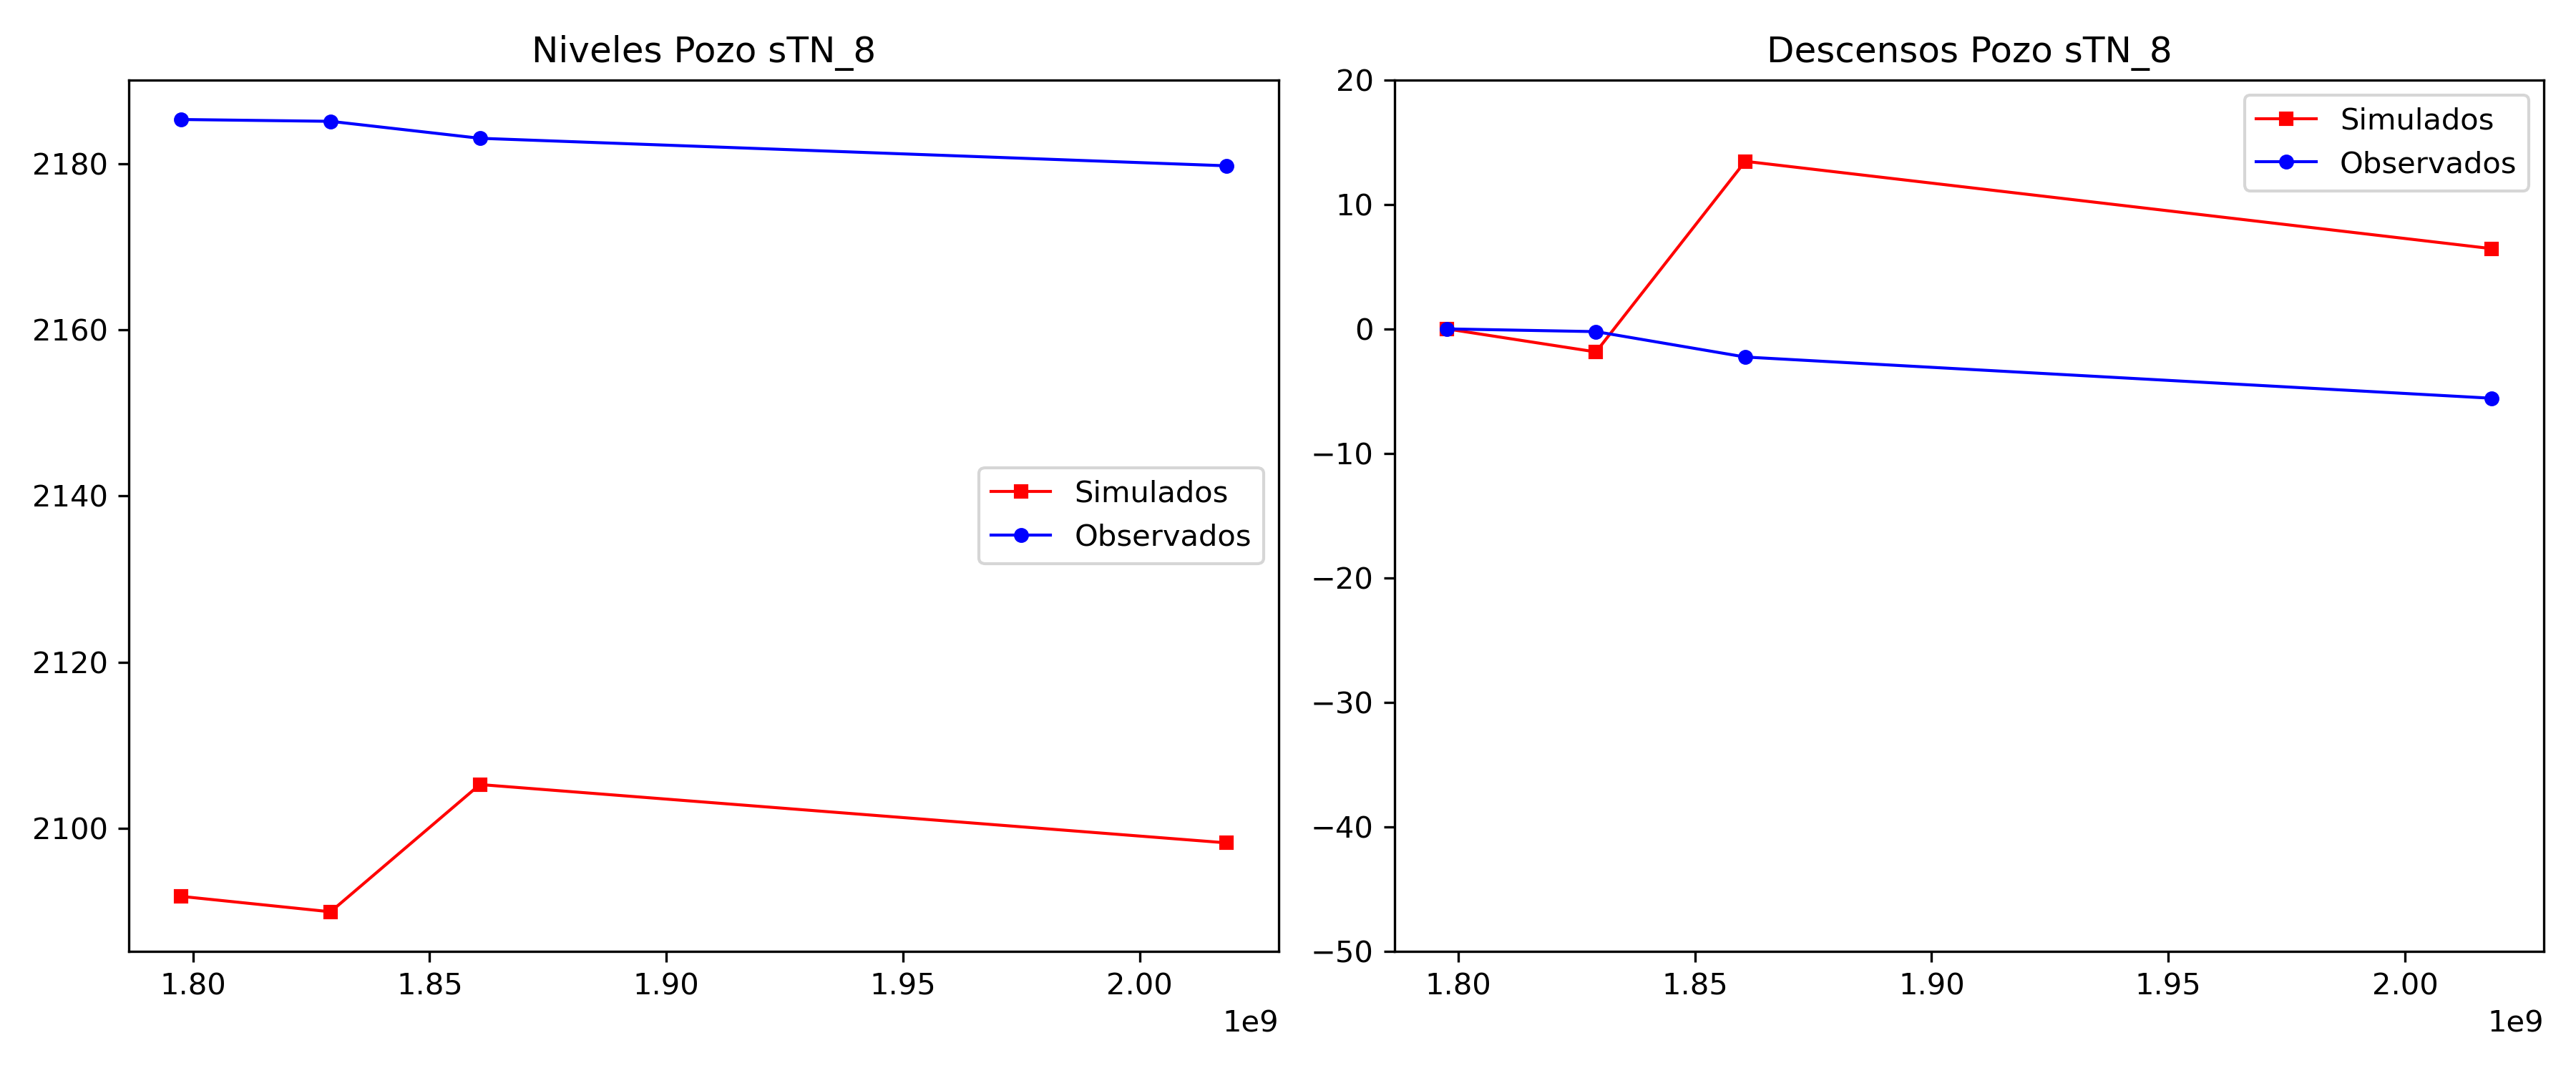 Niveles Pozo sTN_8
2180
2160
2140
2120
2100
Simulados
Observados
1.80 1.85 1.90 1.95 2.00
1e9
Descensos Pozo sTN_8
20
10
0
−10
−20
−30
−40
−50
Simulados
Observados
1.80 1.85 1.90 1.95 2.00
1e9